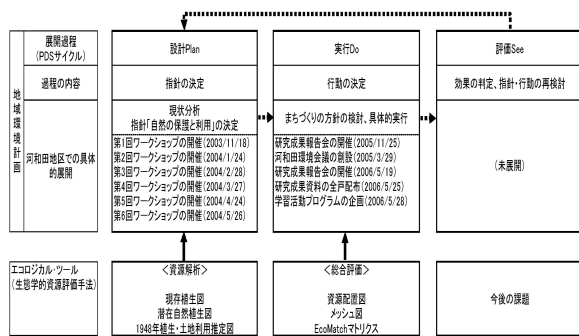 地域環境計画
展開過程
(PDSサイクル)
設計Plan
実行Do
評価See
過程の内容
指針の決定
行動の決定
効果の判定、指針・行動の再検討
河和田地区での具体
的展開
現状分析
指針「自然の保護と利用」の決定
第1回ワークショップの開催(2003/11/18)
第2回ワークショップの開催(2004/1/24)
第3回ワークショップの開催(2004/2/28)
第4回ワークショップの開催(2004/3/27)
第5回ワークショップの開催(2004/4/24)
第6回ワークショップの開催(2004/5/26)
まちづくりの方針の検討、具体的実行
研究成果報告会の開催(2005/11/25)
河和田環境会議の創設(2005/3/29)
研究成果報告会の開催(2006/5/19)
研究成果資料の全戸配布(2006/5/25)
学習活動プログラムの企画(2006/5/28)
(未展開)
エコロジカル・ツール
(生態学的資源評価手法)
<資源解析>
現存植生図
潜在自然植生図
1948年植生・土地利用推定図
<総合評価>
資源配置図
メッシュ図
EcoMatchマトリクス
今後の課題